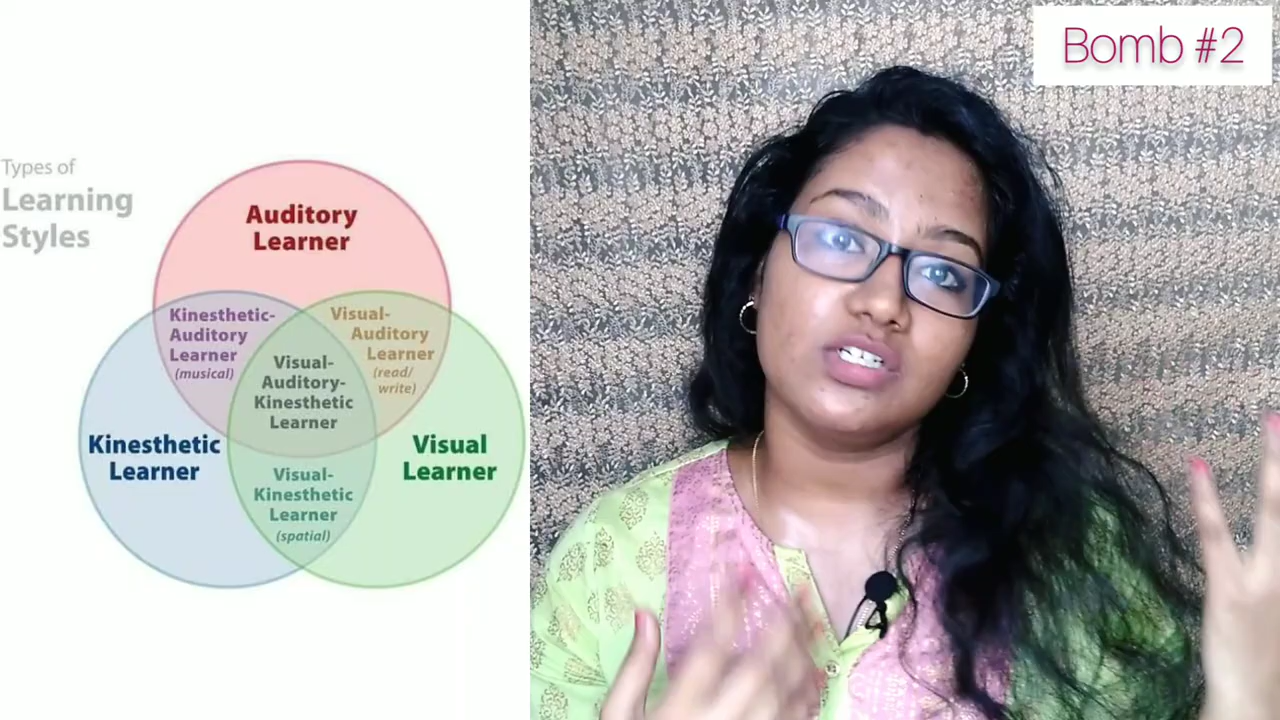 Bomb #2
Types of
Learning
Styles
Auditory
Learner
Kinesthetic-
Auditory
Learner
(musical)
Visual-
Auditory
Learner
(read/
write)
Visual-
Auditory-
Kinesthetic
Learner
Kinesthetic
Learner
Visual
Learner
Visual-
Kinesthetic
Learner
(spatial)